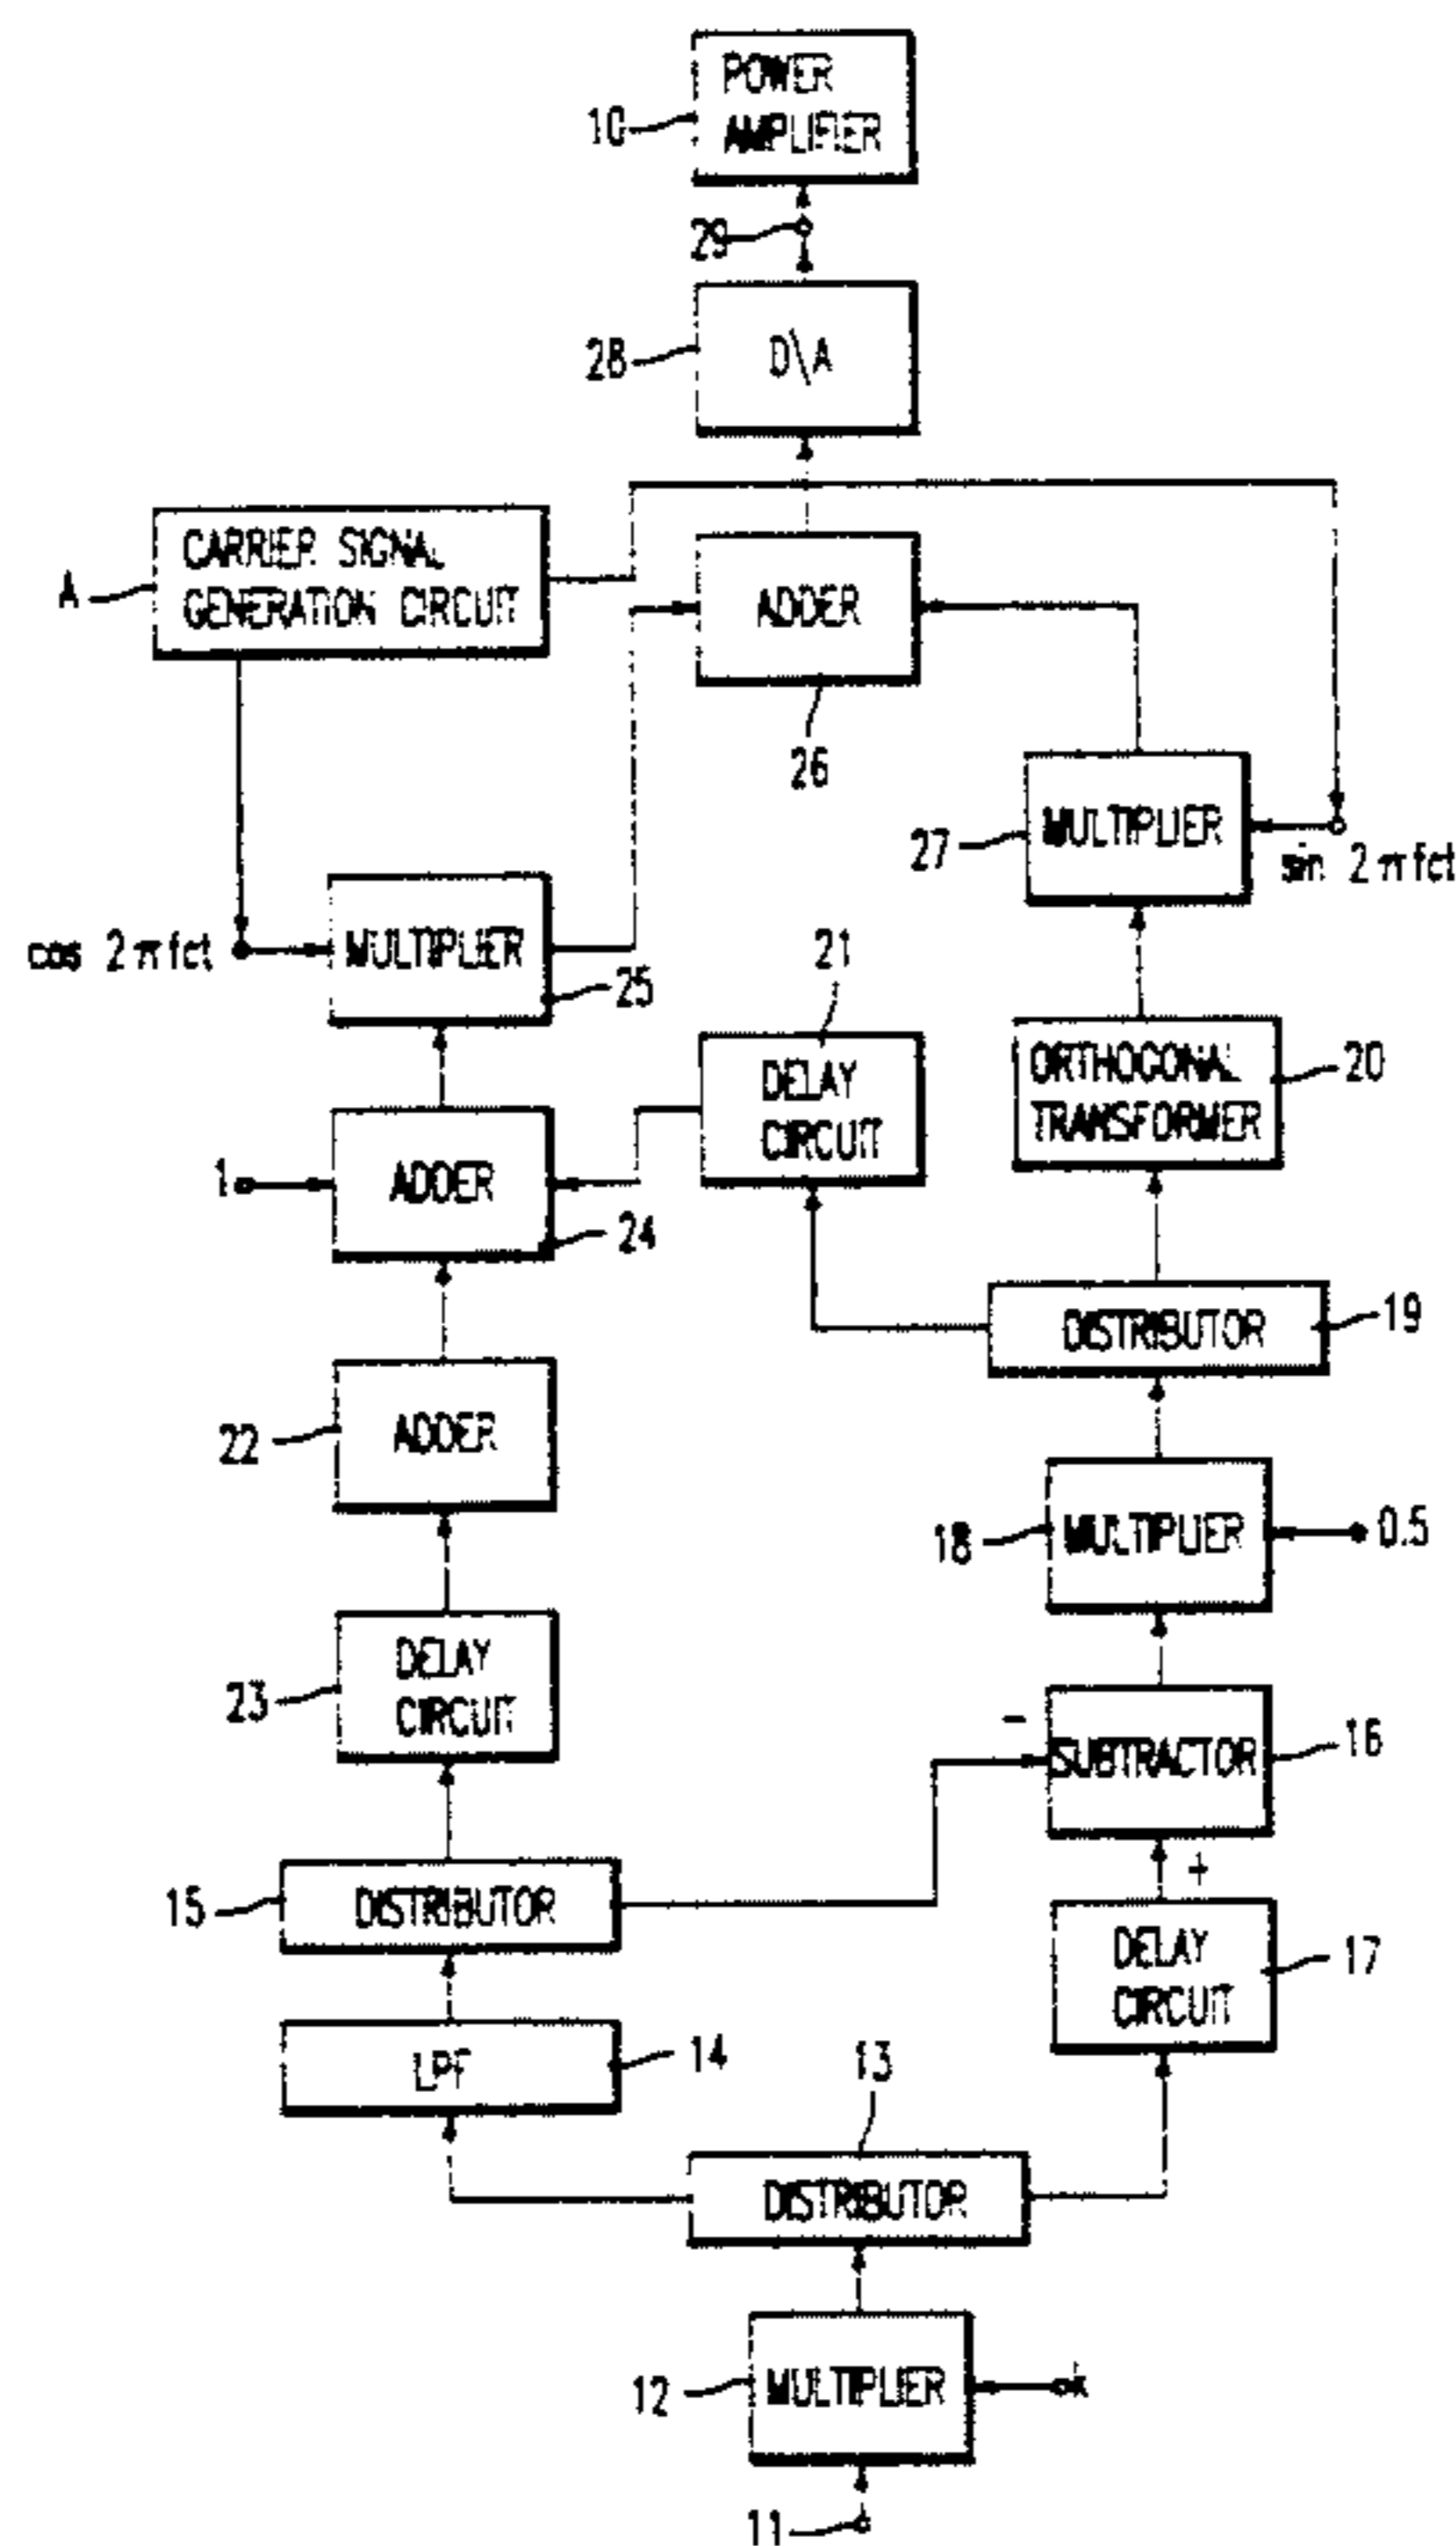 POWER
AMPLIFIER
10
29
28
D\A
CARRIER SIGNAL
GENERATION CIRCUIT
A
ADDER
26
MULTIPLIER
27
sin 2πfct
cos 2πfct
MULTIPLIER
25
21
DELAY
CIRCUIT
ORTHOGONAL
TRANSFORMER
20
1
ADDER
24
DISTRIBUTOR
19
22
ADDER
18
MULTIPLIER
0.5
23
DELAY
CIRCUIT
-
SUBTRACTOR
16
+
15
DISTRIBUTOR
DELAY
CIRCUIT
17
LPF
14
13
DISTRIBUTOR
12
MULTIPLIER
k
11